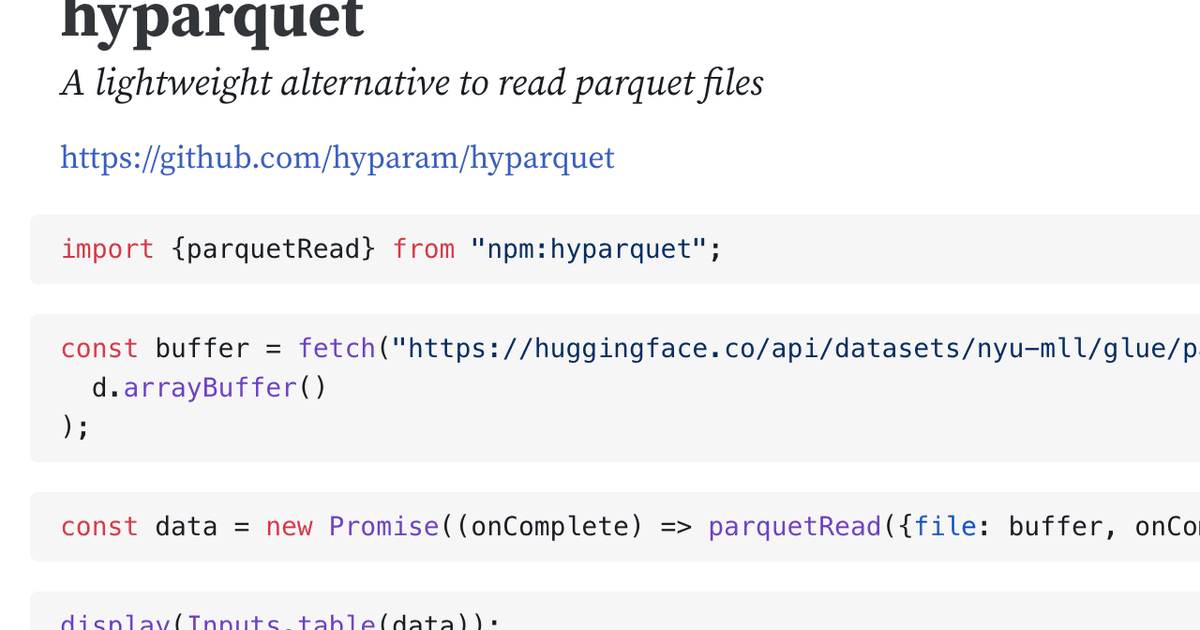 hyparquet
A lightweight alternative to read parquet files
https://github.com/hyparam/hyparquet
import {parquetRead} from "npm:hyparquet";
const buffer = fetch("https://huggingface.co/api/datasets/nyu-mll/glue/p
d.arrayBuffer()
);
const data = new Promise((onComplete) => parquetRead({file: buffer, onCo
display(Inputs.table(data));